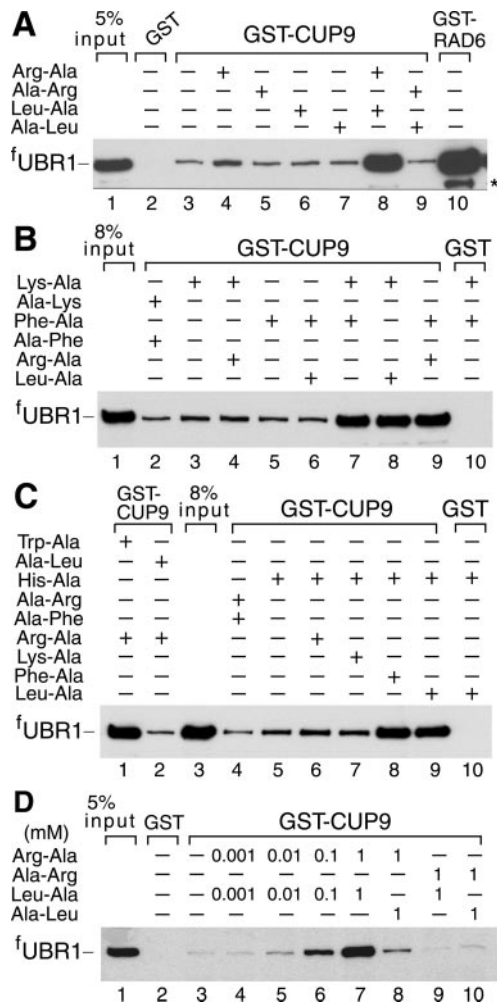 A
5% input GST GST-CUP9 GST-RAD6
Arg-Ala – – + – – – + – –
Ala-Arg – – – + – – – + –
Leu-Ala – – – – + – + – –
Ala-Leu – – – – – + – + –
fUBR1– *
1 2 3 4 5 6 7 8 9 10
B
8% input GST-CUP9 GST
Lys-Ala – + + – – + + – +
Ala-Lys + – – – – – – – –
Phe-Ala – – – + + + – + +
Ala-Phe + – – – – – – – –
Arg-Ala – – + – – – – + –
Leu-Ala – – – – + – + – –
fUBR1–
1 2 3 4 5 6 7 8 9 10
C
GST-CUP9 8% input GST-CUP9 GST
Trp-Ala + – – – – – – – –
Ala-Leu – + – – – – – – –
His-Ala – – – + + + + + +
Ala-Arg – – + – – – – – –
Ala-Phe – – + – – – – – –
Arg-Ala + + – – + – – – –
Lys-Ala – – – – – + – – –
Phe-Ala – – – – – – + – –
Leu-Ala – – – – – – – + +
fUBR1–
1 2 3 4 5 6 7 8 9 10
D
5% input GST GST-CUP9
(mM)
Arg-Ala – – 0.001 0.01 0.1 1 1 – –
Ala-Arg – – – – – – – 1 1
Leu-Ala – – 0.001 0.01 0.1 1 – 1 –
Ala-Leu – – – – – – 1 – 1
fUBR1–
1 2 3 4 5 6 7 8 9 10